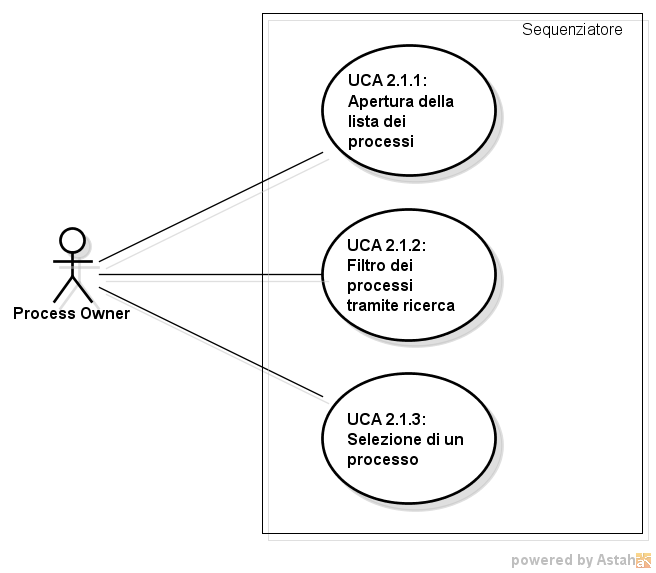 Sequenziatore
UCA 2.1.1:
Apertura della
lista dei
processi
UCA 2.1.2:
Filtro dei
processi
tramite ricerca
Process Owner
UCA 2.1.3:
Selezione di un
processo
powered by Astah